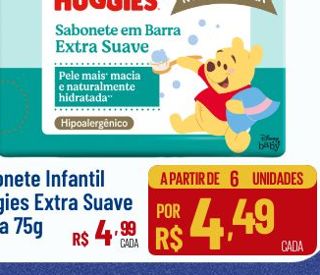 HUGGIES
Sabonete em Barra
Extra Suave
Pele mais* macia
e naturalmente
hidratada**
Hipoalergênico
Disney
baby
onete Infantil
gies Extra Suave
a 75g
R$ 4,99
CADA
A PARTIR DE 6 UNIDADES
POR
R$ 4,49
CADA